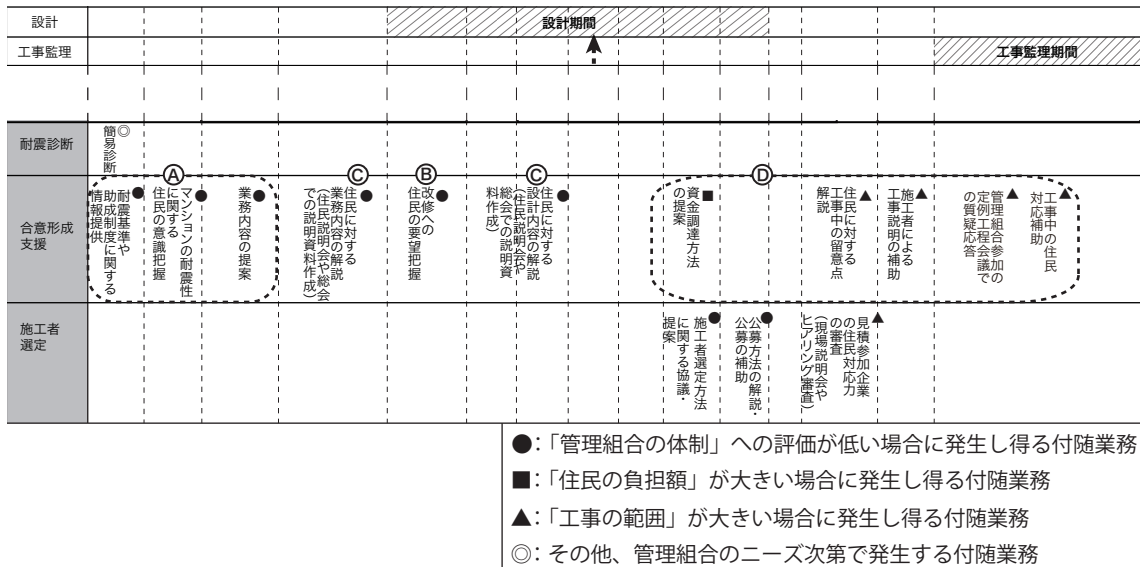 設計
設計期間
工事監理
工事監理期間
耐震診断
◎
簡易診断
合意形成
支援
Ⓐ
●
耐震基準や
助成制度に関する
情報提供
●
マンションの耐震性
に関する
住民の意識把握
●
業務内容の提案
Ⓒ
●
住民に対する
業務内容の解説
(住民説明会や総会
での説明資料作成)
Ⓑ
●
改修への
住民の要望把握
Ⓒ
●
住民に対する
設計内容の解説
(住民説明会や
総会での説明資
料作成)
Ⓓ
■
資金調達方法
の提案
▲
住民に対する
工事中の留意点
解説
▲
施工者による
工事説明の補助
▲
管理組合参加の
定例工程会議で
の質疑応答
▲
工事中の住民
対応補助
施工者
選定
●
施工者選定方法
に関する協議・
提案
●
公募方法の解説・
公募の補助
▲
見積参加企業
の住民対応力
の審査
(現場説明会や
ヒアリング審査)
●:「管理組合の体制」への評価が低い場合に発生し得る付随業務
■:「住民の負担額」が大きい場合に発生し得る付随業務
▲:「工事の範囲」が大きい場合に発生し得る付随業務
◎: その他、管理組合のニーズ次第で発生する付随業務